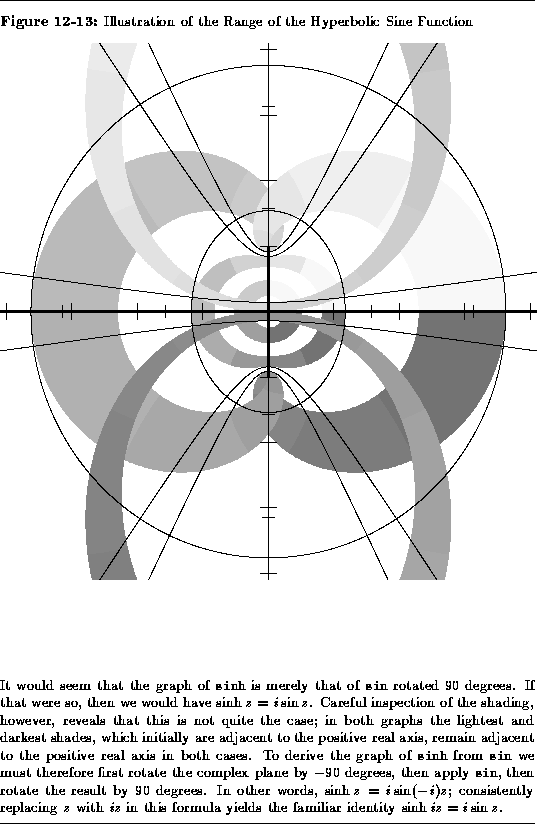 Figure 12-13: Illustration of the Range of the Hyperbolic Sine Function
It would seem that the graph of sinh is merely that of sin rotated 90 degrees. If
that were so, then we would have sinh z = i sin z. Careful inspection of the shading,
however, reveals that this is not quite the case; in both graphs the lightest and
darkest shades, which initially are adjacent to the positive real axis, remain adjacent
to the positive real axis in both cases. To derive the graph of sinh from sin we
must therefore first rotate the complex plane by −90 degrees, then apply sin, then
rotate the result by 90 degrees. In other words, sinh z = i sin(−i)z; consistently
replacing z with iz in this formula yields the familiar identity sinh iz = i sin z.